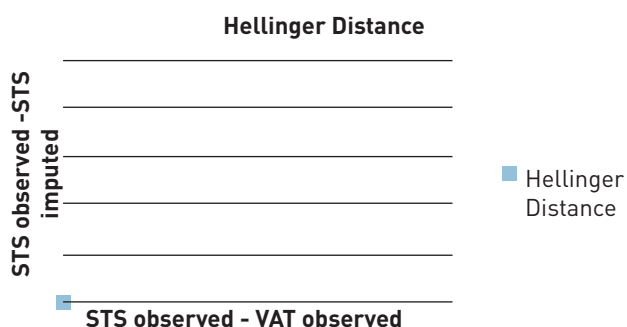 Hellinger Distance
STS observed -STS
imputed
Hellinger
Distance
STS observed - VAT observed